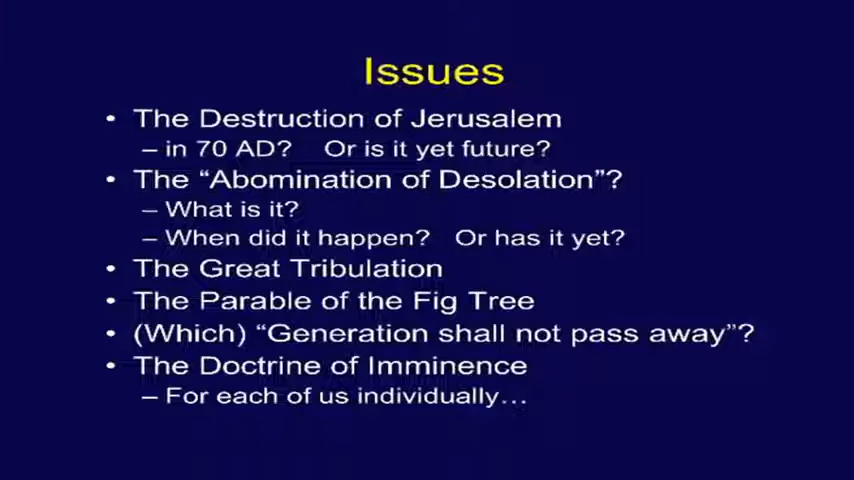 Issues
• The Destruction of Jerusalem
– in 70 AD? Or is it yet future?
• The “Abomination of Desolation”?
– What is it?
– When did it happen? Or has it yet?
• The Great Tribulation
• The Parable of the Fig Tree
• (Which) “Generation shall not pass away”?
• The Doctrine of Imminence
– For each of us individually…